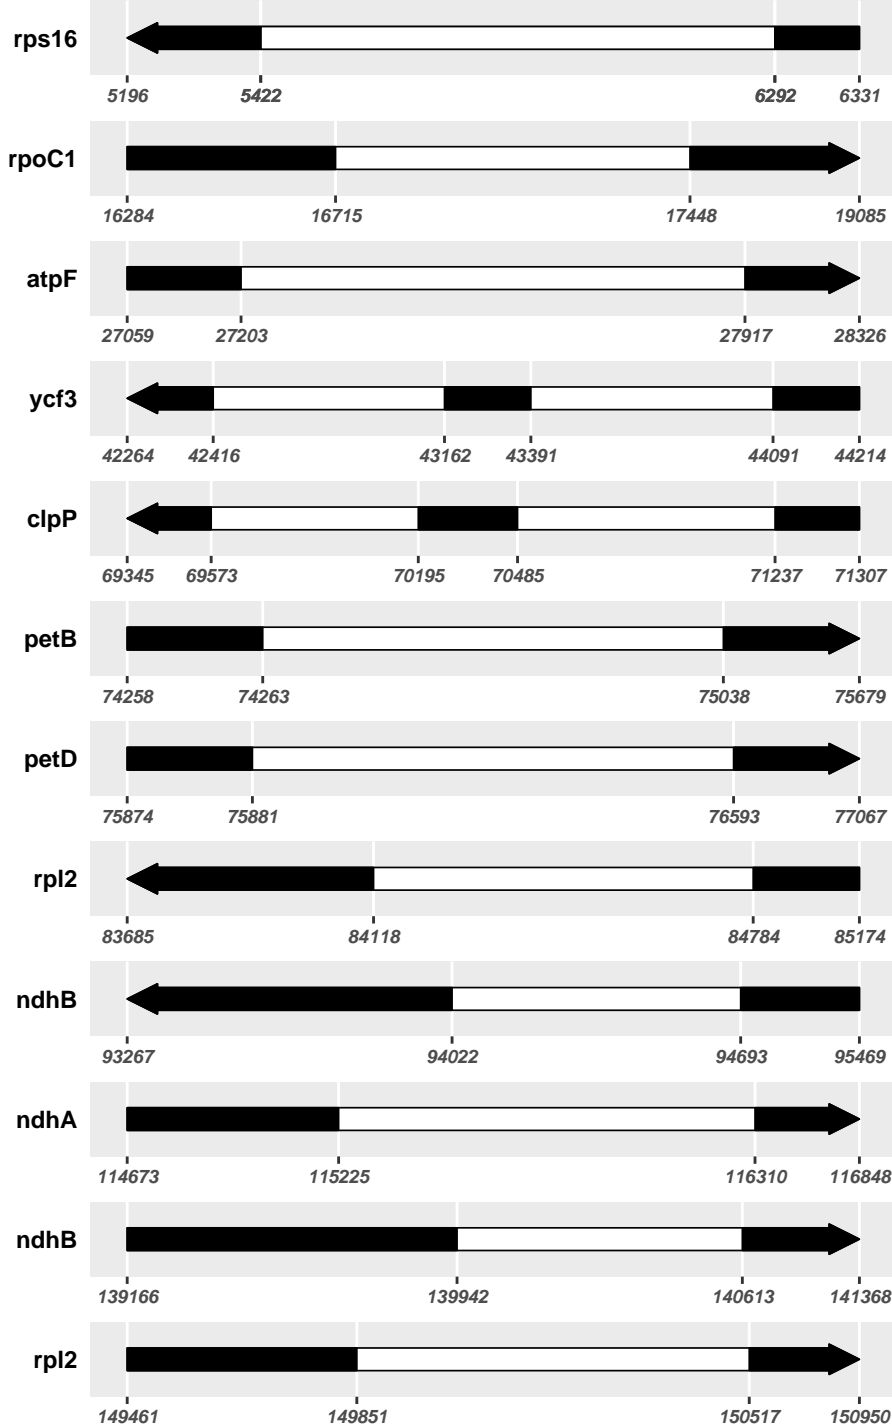 rps16
5196 5422 6292 6331
rpoC1
16284 16715 17448 19085
atpF
27059 27203 27917 28326
ycf3
42264 42416 43162 43391 44091 44214
clpP
69345 69573 70195 70485 71237 71307
petB
74258 74263 75038 75679
petD
75874 75881 76593 77067
rpl2
83685 84118 84784 85174
ndhB
93267 94022 94693 95469
ndhA
114673 115225 116310 116848
ndhB
139166 139942 140613 141368
rpl2
149461 149851 150517 150950